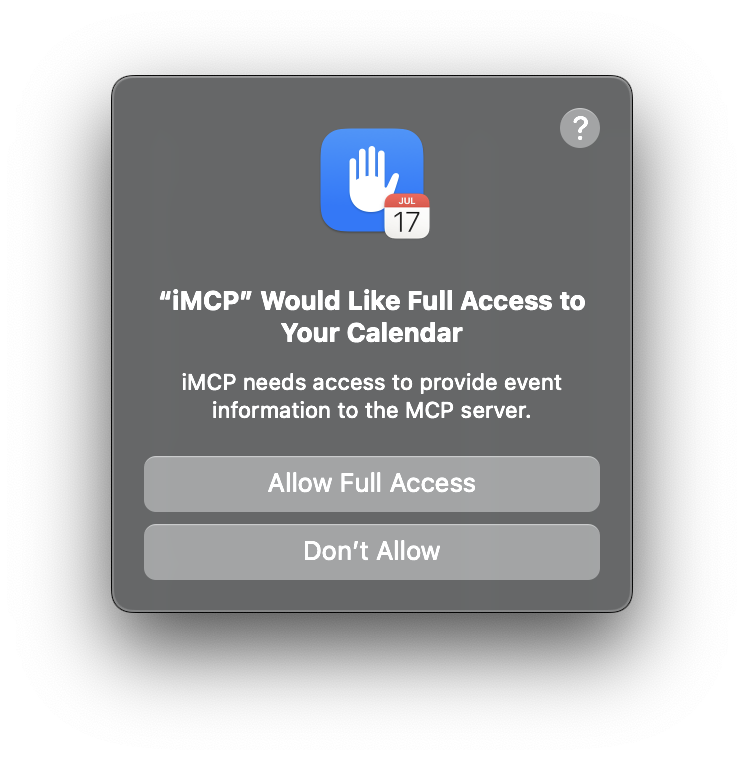 ?
JUL
17
“iMCP” Would Like Full Access to
Your Calendar
iMCP needs access to provide event
information to the MCP server.
Allow Full Access
Don’t Allow